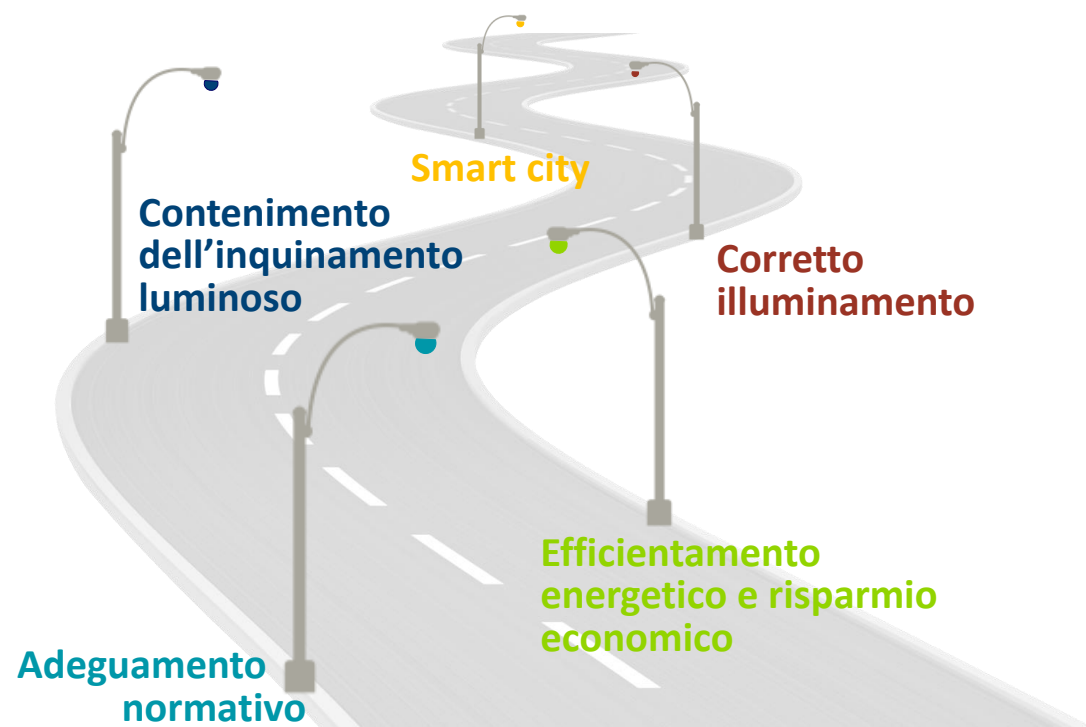 Smart city
Contenimento
dell’inquinamento
luminoso
Corretto
illuminamento
Efficientamento
energetico e risparmio
economico
Adeguamento
normativo